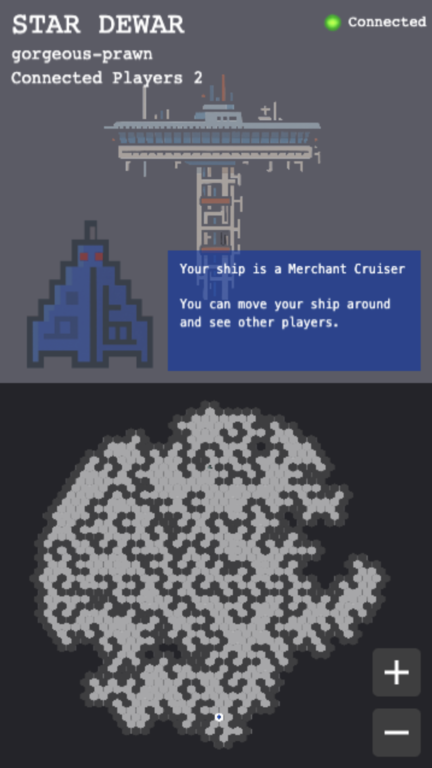 STAR DEWAR
Connected
gorgeous-prawn
Connected Players 2
Your ship is a Merchant Cruiser
You can move your ship around
and see other players.
+
−